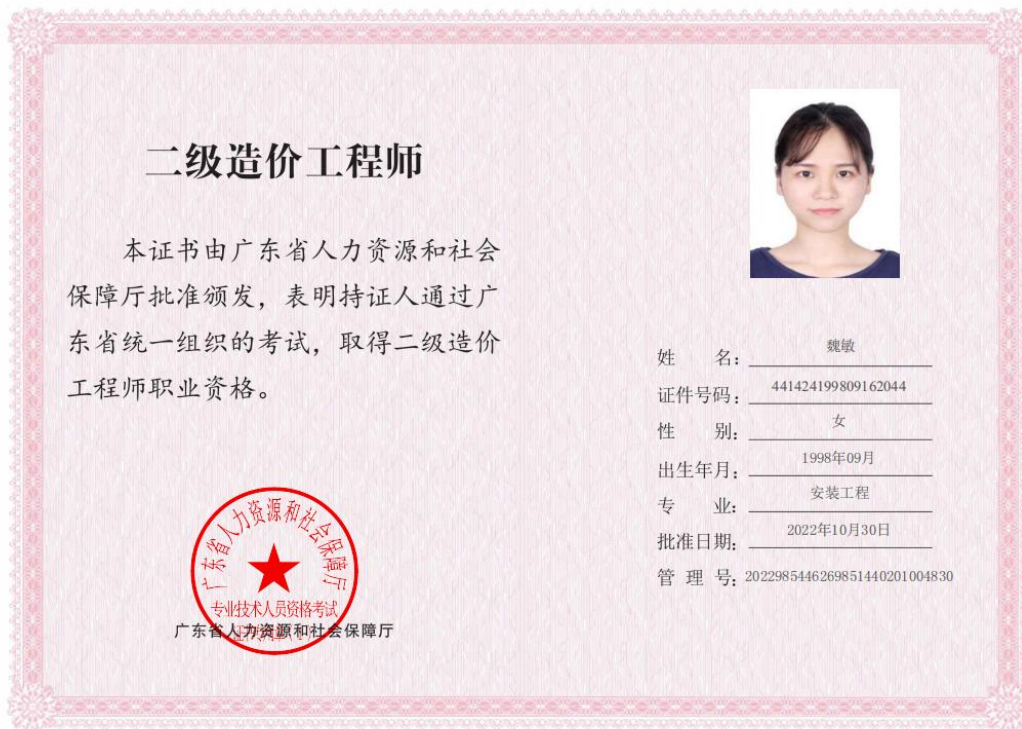 二级造价工程师
本证书由广东省人力资源和社会
保障厅批准颁发，表明持证人通过广
东省统一组织的考试，取得二级造价
工程师职业资格。
广东省人力资源和社会保障厅
专业技术人员资格考试
广东省人力资源和社会保障厅
姓 名： 魏敏
证件号码： 441424199809162044
性 别： 女
出生年月： 1998年09月
专 业： 安装工程
批准日期： 2022年10月30日
管 理 号： 20229854462698514402010048​30